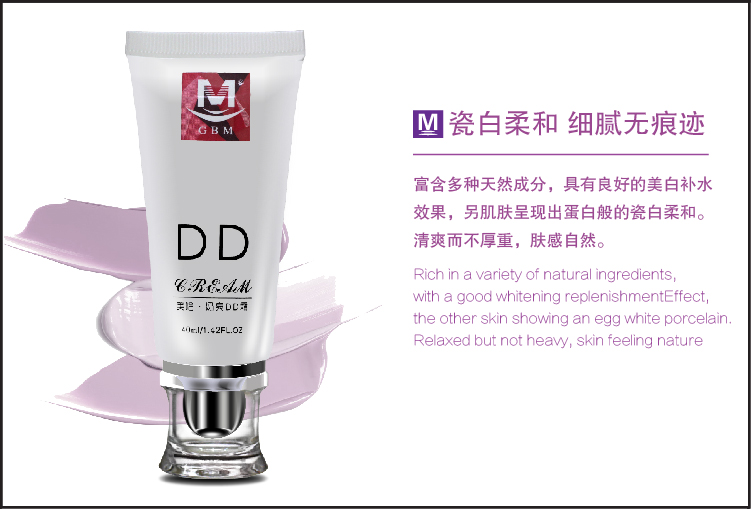 M
GBM
DD
CREAM
40ml/1.42FL.OZ
M 瓷白柔和 细腻无痕迹
富含多种天然成分，具有良好的美白补水
效果，另肌肤呈现出蛋白般的瓷白柔和。
清爽而不厚重，肤感自然。
Rich in a variety of natural ingredients,
with a good whitening replenishmentEffect,
the other skin showing an egg white porcelain.
Relaxed but not heavy, skin feeling nature